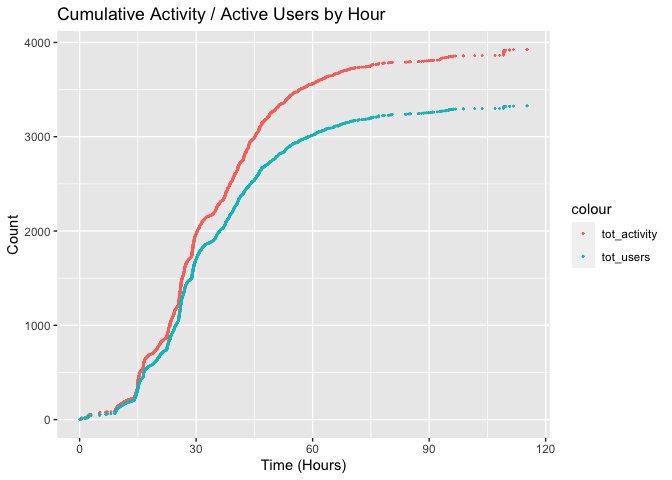 Cumulative Activity / Active Users by Hour
4000
3000
2000
1000
0
Count
0 30 60 90 120
Time (Hours)
colour
tot_activity
tot_users